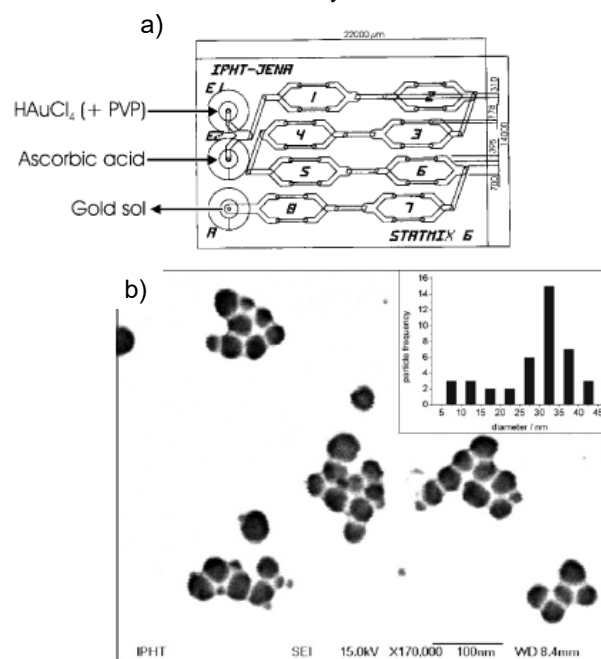 a)
22000 µm
IPHT-JENA
E1
HAuCl₄ (+ PVP)
E2
Ascorbic acid
Gold sol
A
1
2
4
3
5
6
8
7
STATMIX 6
310
178
395
700
14000
b)
particle frequency
16
14
12
10
8
6
4
2
0
5 10 15 20 25 30 35 40 45
diameter / nm
IPHT SEI 15.0kV X170,000 100nm WD 8.4mm